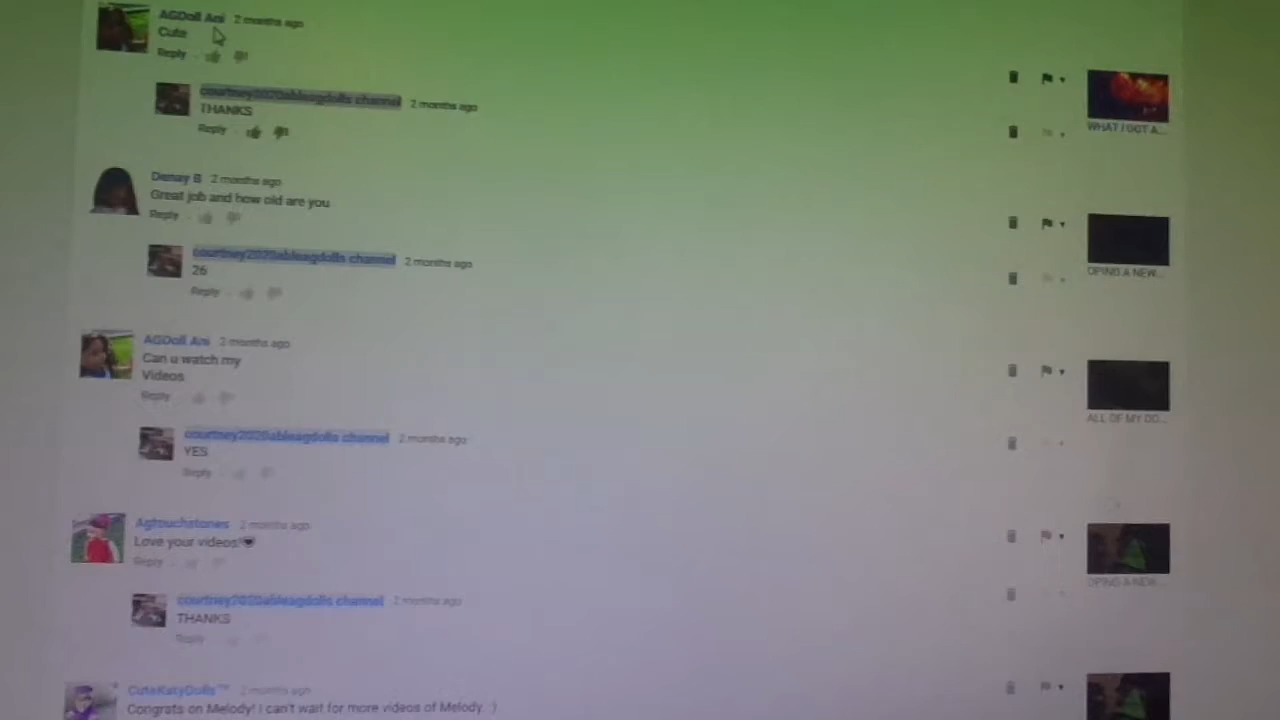 AGDoll Ani 2 months ago
Cute
Reply
courtney2020ableagdolls channel 2 months ago
THANKS
Reply
WHAT I GOT A...
Denay B 2 months ago
Great job and how old are you
Reply
courtney2020ableagdolls channel 2 months ago
26
Reply
OPING A NEW...
AGDoll Ani 2 months ago
Can u watch my
Videos
Reply
courtney2020ableagdolls channel 2 months ago
YES
Reply
ALL OF MY DO...
Agtouchstones 2 months ago
Love your videos!
Reply
courtney2020ableagdolls channel 2 months ago
THANKS
Reply
OPING A NEW...
CuteKatyDolls™ 2 months ago
Congrats on Melody! I can't wait for more videos of Melody :)